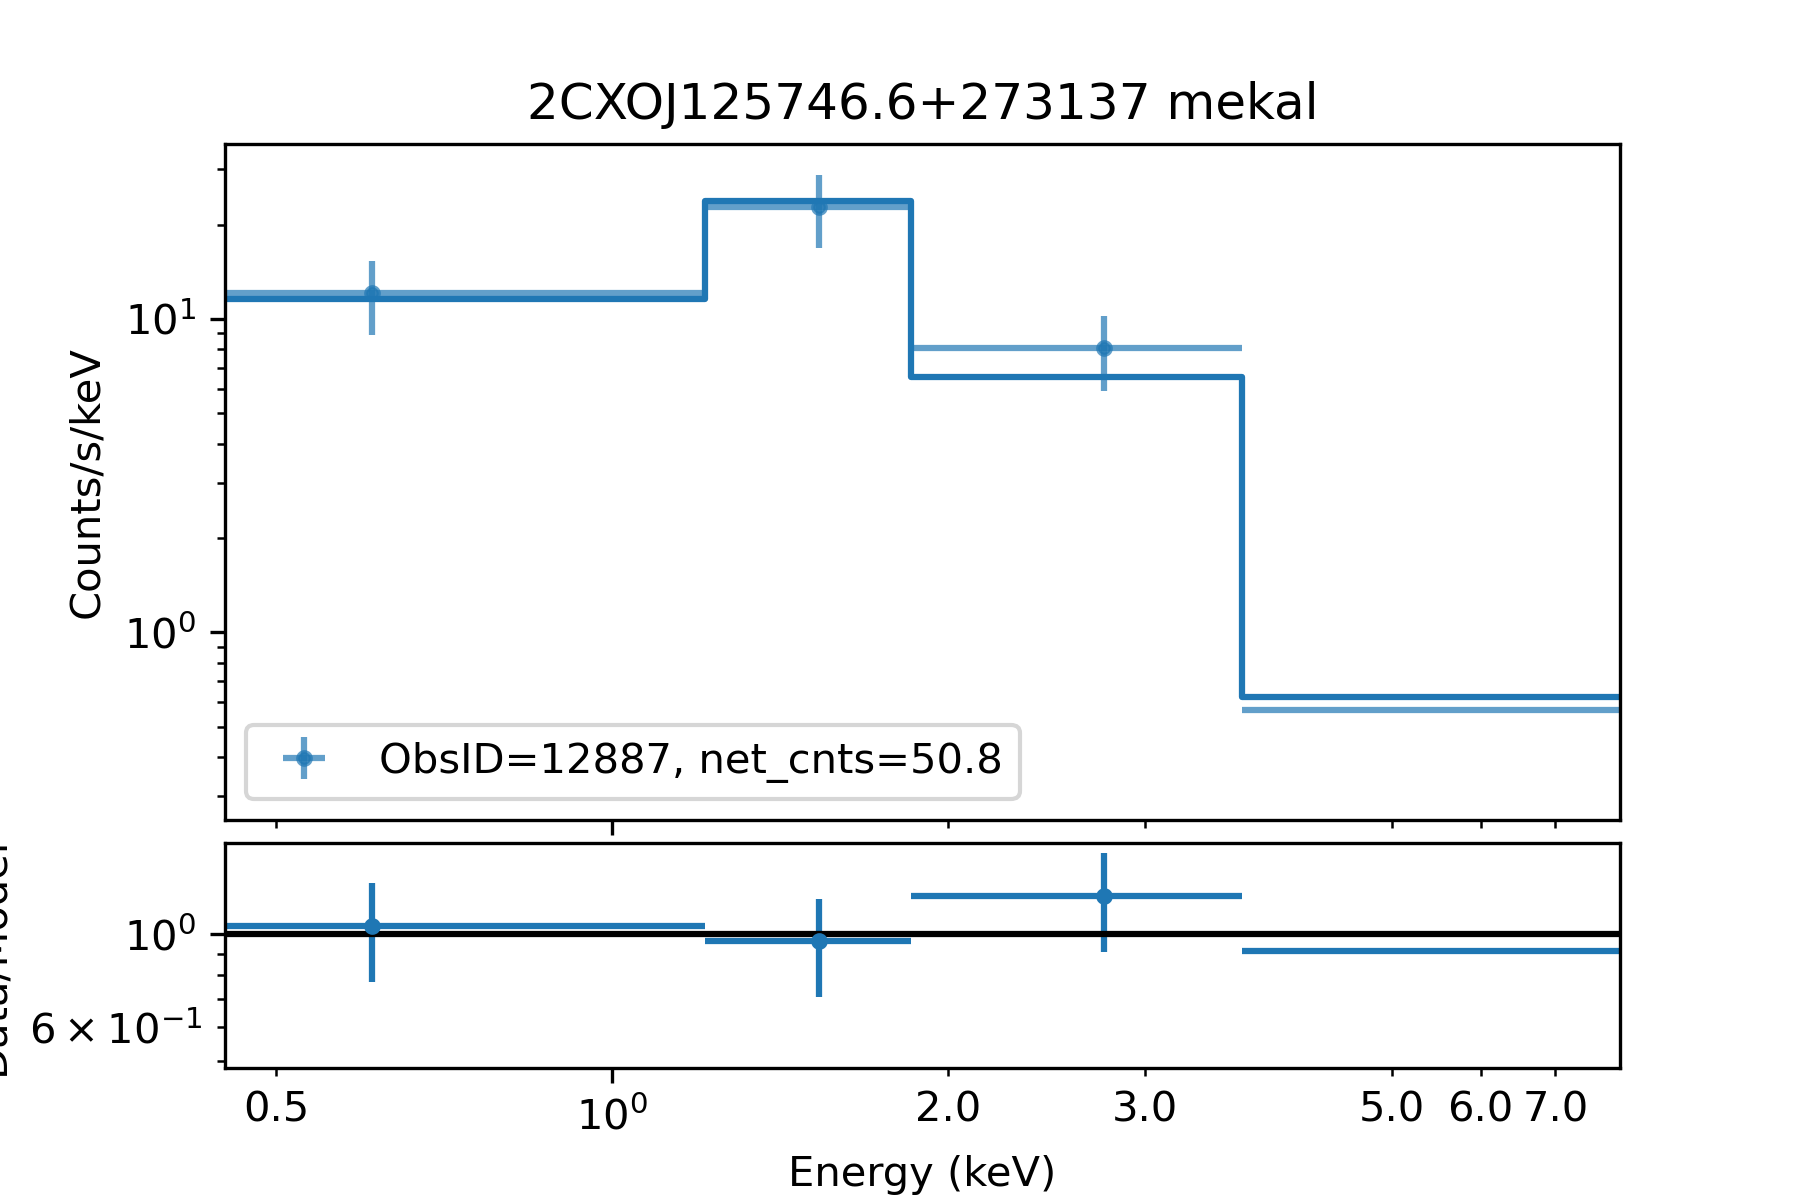 2CXOJ125746.6+273137 mekal
Counts/s/keV
10¹
10⁰
ObsID=12887, net_cnts=50.8
10⁰
6 × 10⁻¹
0.5 10⁰ 2.0 3.0 5.0 6.0 7.0
Energy (keV)